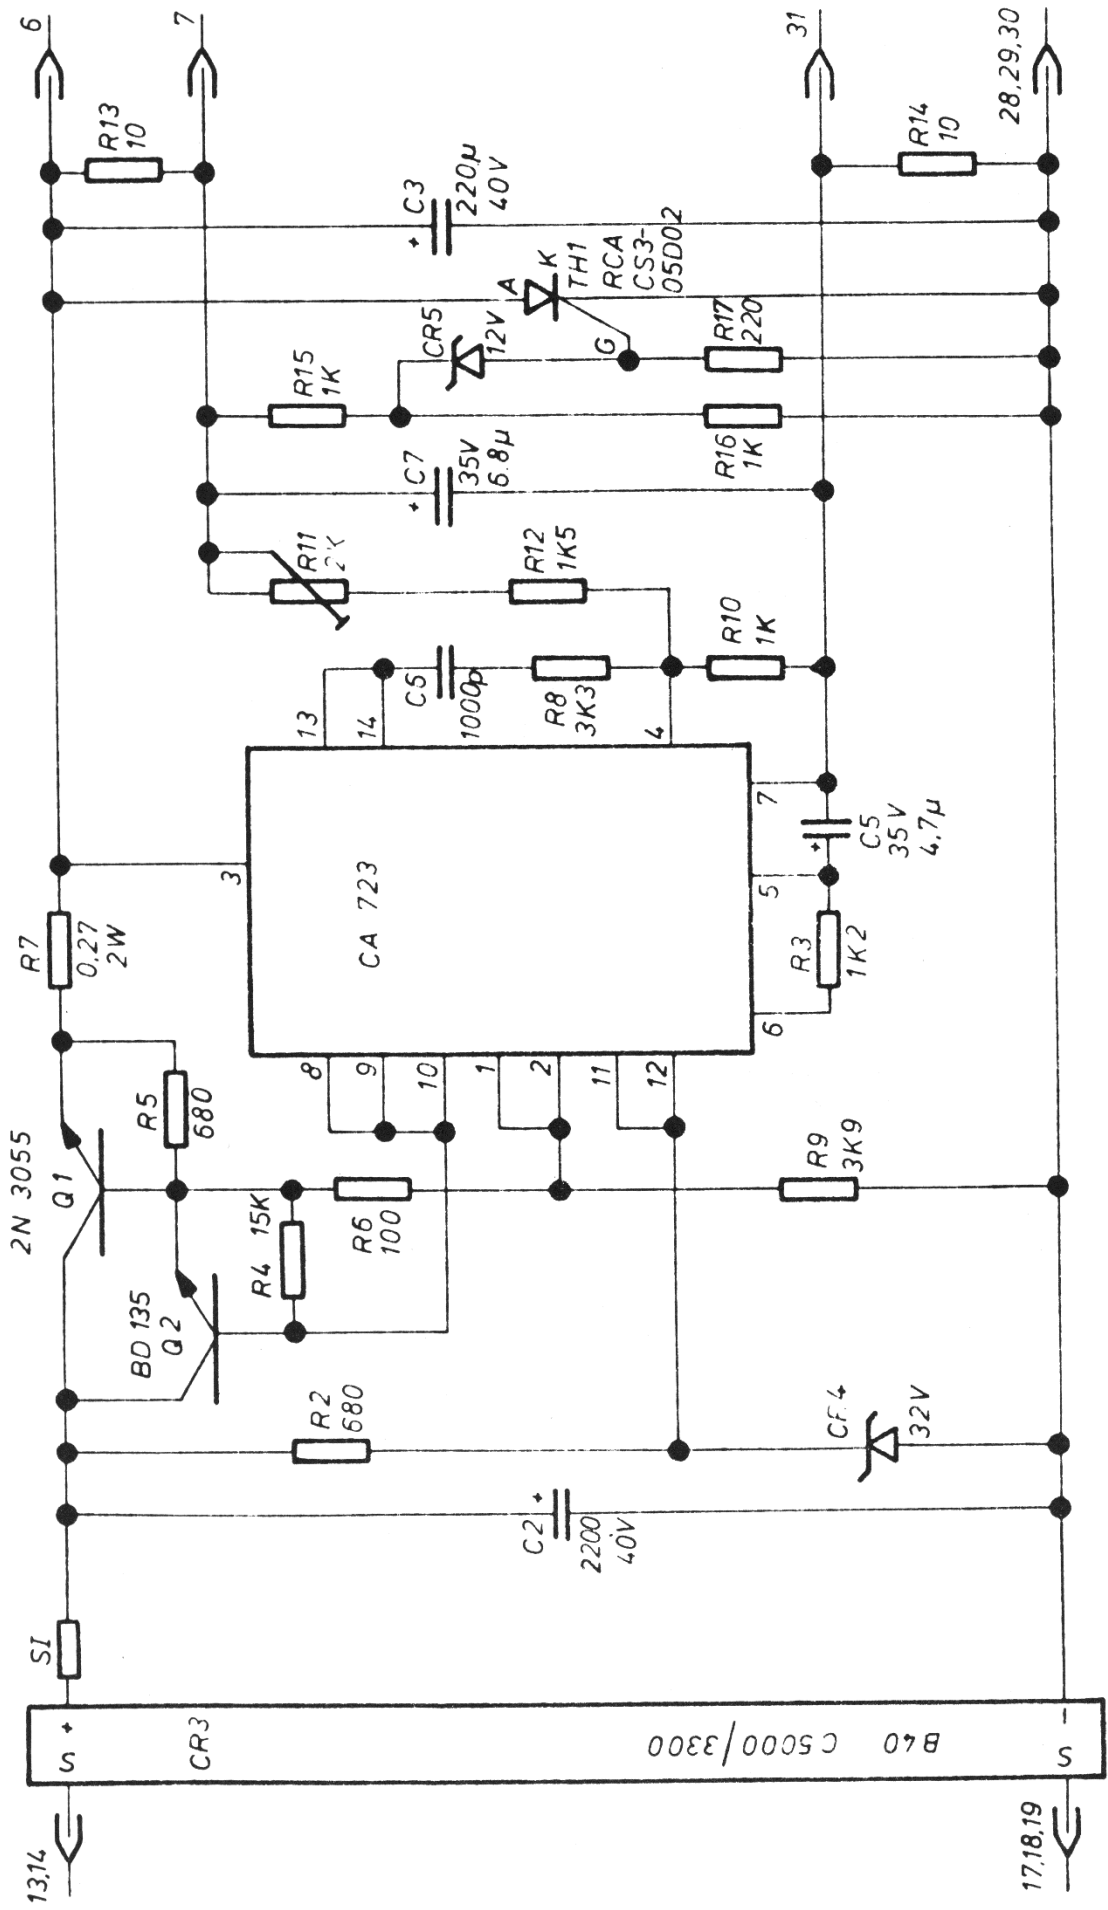 13,14
17,18,19
S +
CR3
B40 C5000/3300
S -
SI
C2 +
2200
40V
R2
680
CR4
32V
BD 135
Q2
2N 3055
Q1
R4 15K
R5
680
R6
100
R9
3K9
R7
0,27
2W
8
9
10
1
2
11
12
CA 723
3
6
5
7
13
14
4
R3
1K2
+
C5
35V
4,7µ
C6
1000p
R8
3K3
R10
1K
R11
2K
R12
1K5
+ C7
35V
6.8µ
R15
1K
R16
1K
CR5
12V
G
R17
220
A K
TH1
RCA
CS3-
05D02
+ C3
220µ
40V
R13
10
R14
10
6
7
31
28,29,30